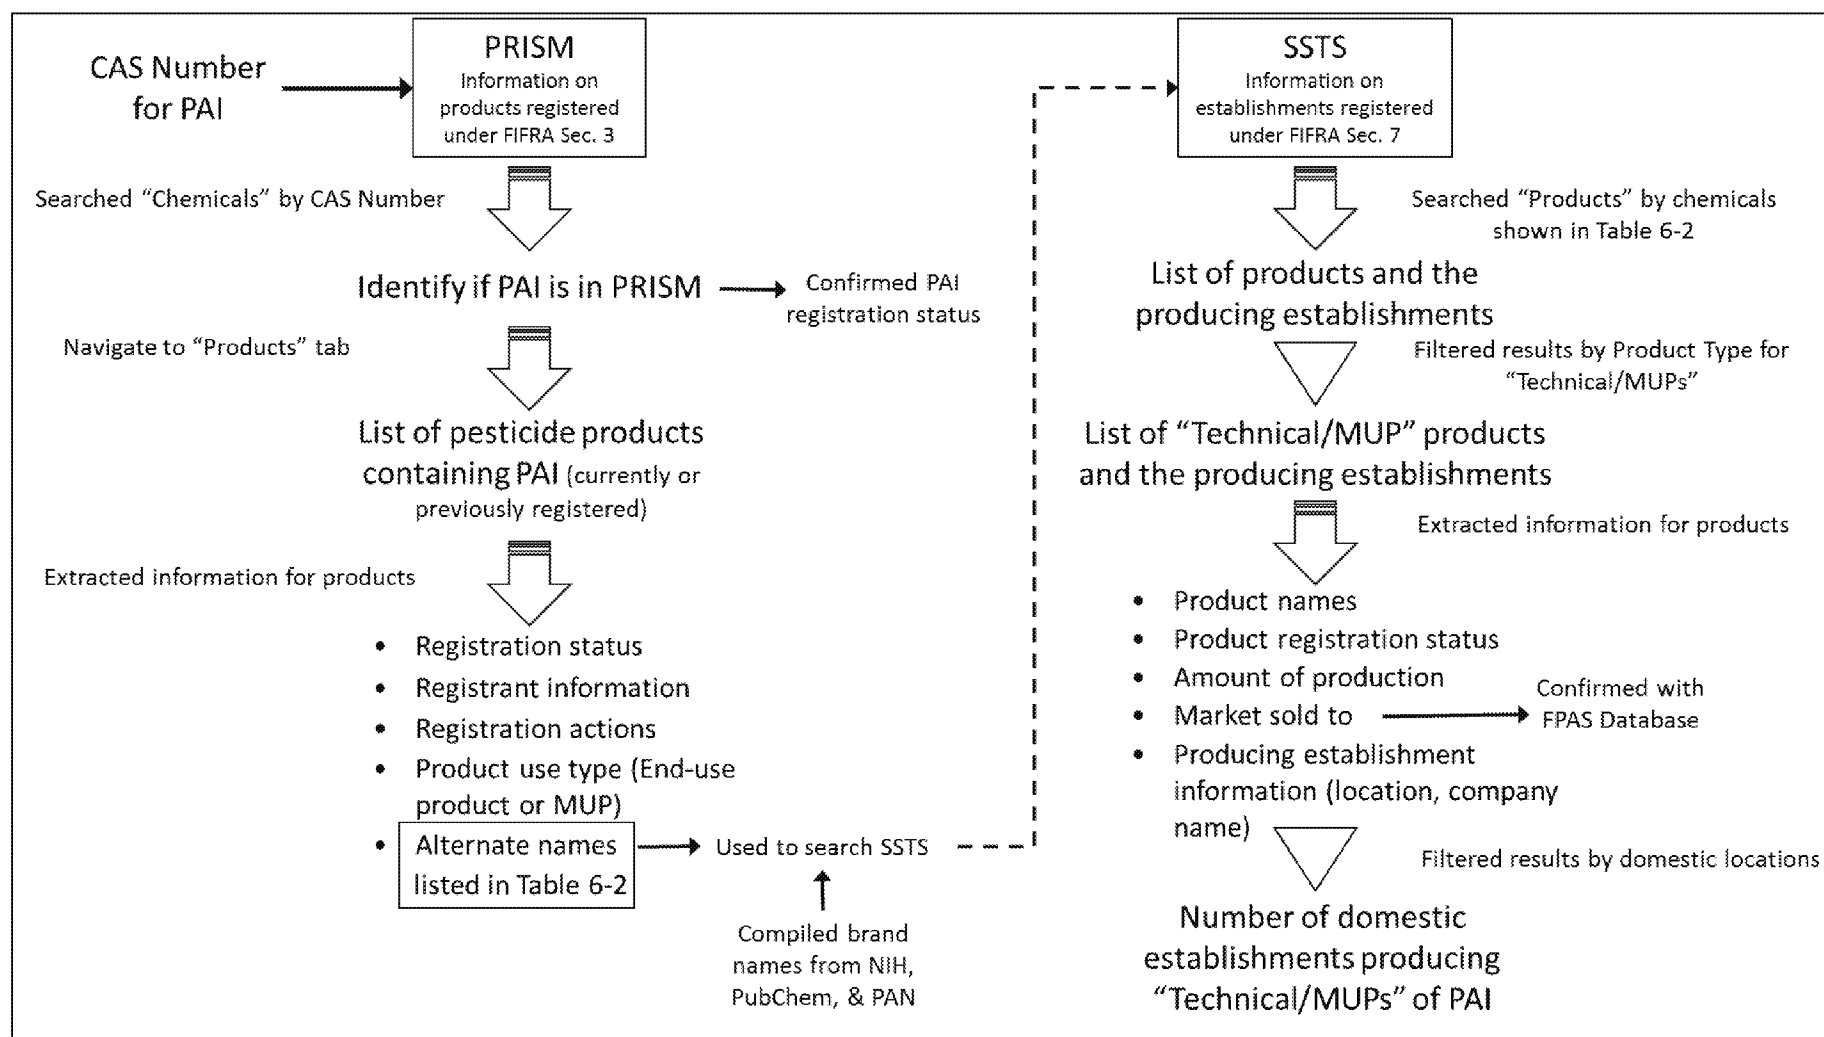 CAS Number
for PAI
PRISM
Information on
products registered
under FIFRA Sec. 3
Searched “Chemicals” by CAS Number
Identify if PAI is in PRISM
Confirmed PAI
registration status
Navigate to “Products” tab
List of pesticide products
containing PAI (currently or
previously registered)
Extracted information for products
• Registration status
• Registrant information
• Registration actions
• Product use type (End-use
product or MUP)
• Alternate names
listed in Table 6-2
Used to search SSTS
Compiled brand
names from NIH,
PubChem, & PAN
SSTS
Information on
establishments registered
under FIFRA Sec. 7
Searched “Products” by chemicals
shown in Table 6-2
List of products and the
producing establishments
Filtered results by Product Type for
“Technical/MUPs”
List of “Technical/MUP” products
and the producing establishments
Extracted information for products
• Product names
• Product registration status
• Amount of production
• Market sold to
Confirmed with
FPAS Database
• Producing establishment
information (location, company
name)
Filtered results by domestic locations
Number of domestic
establishments producing
“Technical/MUPs” of PAI